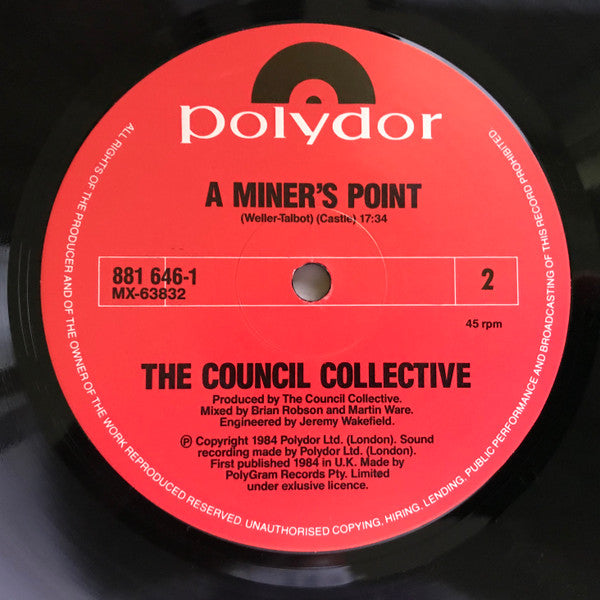 polydor
A MINER'S POINT
(Weller-Talbot) (Castle) 17:34
881 646-1
MX-63832
2
45 rpm
THE COUNCIL COLLECTIVE
Produced by The Council Collective.
Mixed by Brian Robson and Martin Ware.
Engineered by Jeremy Wakefield.
℗ Copyright 1984 Polydor Ltd. (London). Sound
recording made by Polydor Ltd. (London).
First published 1984 in U.K. Made by
PolyGram Records Pty. Limited
under exlusive licence.
ALL RIGHTS OF THE PRODUCER AND OF THE OWNER OF THE WORK REPRODUCED RESERVED UNAUTHORISED COPYING. HIRING. LENDING. PUBLIC PERFORMANCE AND BROADCASTING OF THIS RECORD PROHIBITED